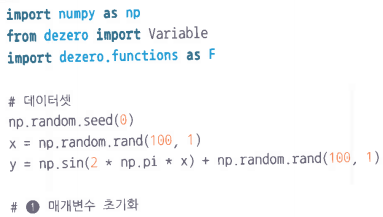 import numpy as np
from dezero import Variable
import dezero.functions as F
# 데이터셋
np.random.seed(0)
x = np.random.rand(100, 1)
y = np.sin(2 * np.pi * x) + np.random.rand(100, 1)
# ❶ 매개변수 초기화